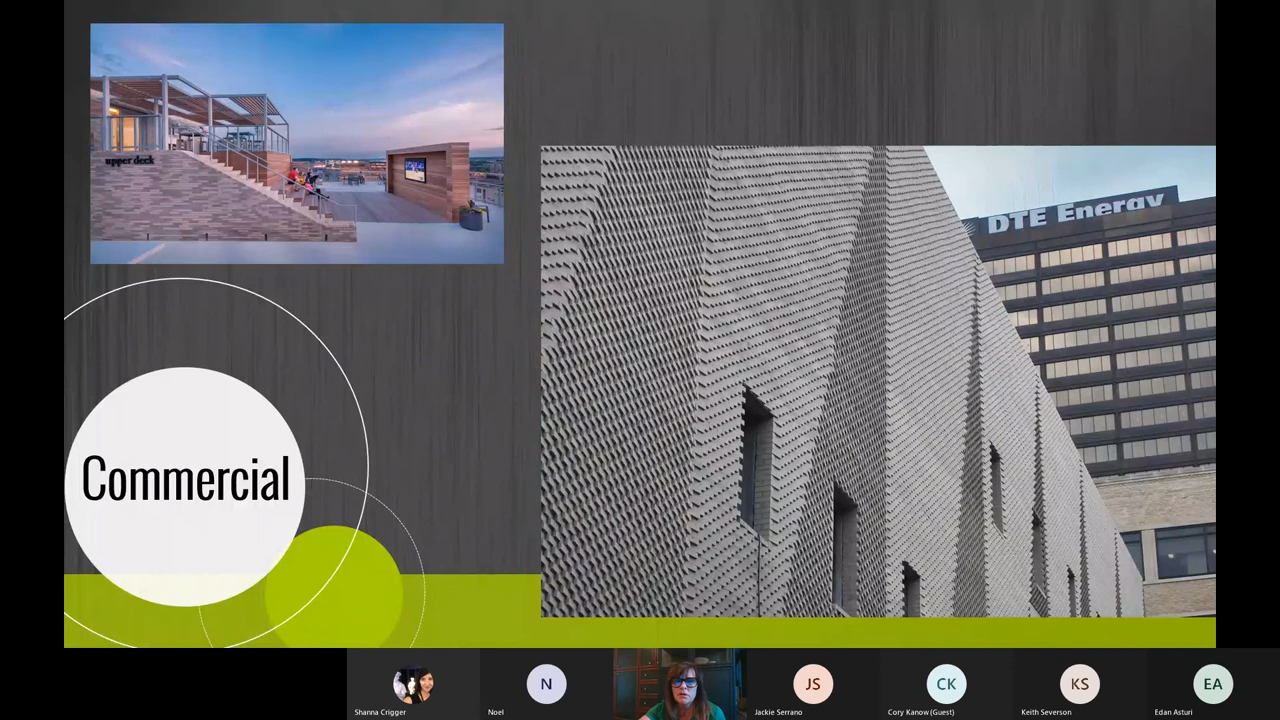 upper deck
DTE Energy
Commercial
N
JS
CK
KS
EA
Shanna Crigger
Noel
Jackie Serrano
Cory Kanow (Guest)
Keith Severson
Edan Asturi